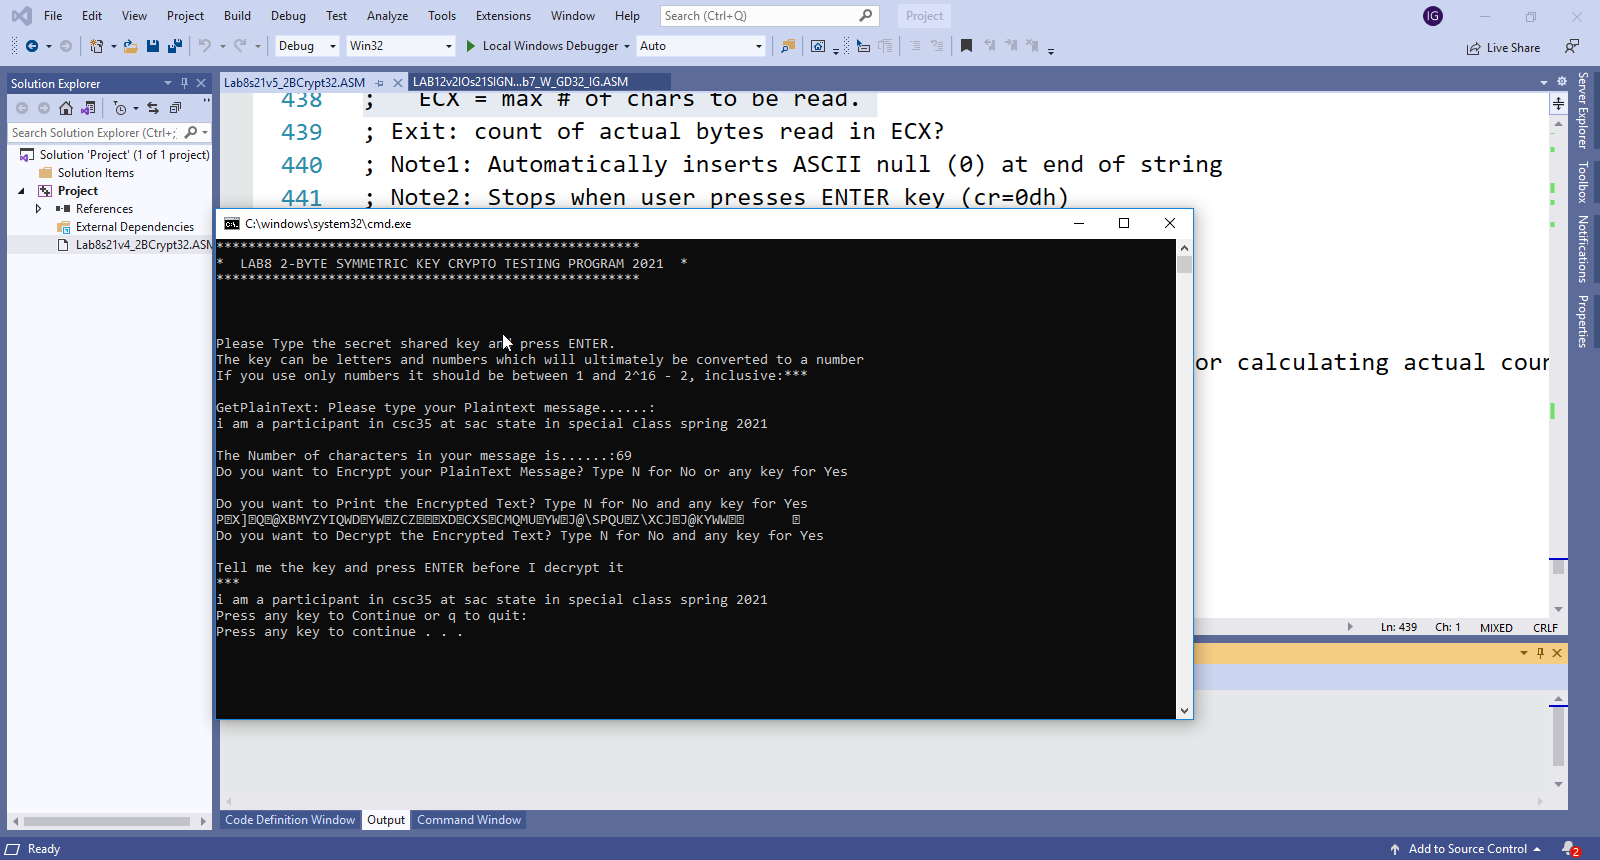 File Edit View Project Build Debug Test Analyze Tools Extensions Window Help Search (Ctrl+Q) Project IG
Debug Win32 Local Windows Debugger Auto Live Share
Solution Explorer
Search Solution Explorer (Ctrl+;)
Solution 'Project' (1 of 1 project)
Solution Items
Project
References
External Dependencies
Lab8s21v4_2BCrypt32.ASM
Lab8s21v5_2BCrypt32.ASM LAB12v2IOs21SIGN...b7_W_GD32_IG.ASM
438 ; ECX = max # of chars to be read.
439 ; Exit: count of actual bytes read in ECX?
440 ; Note1: Automatically inserts ASCII null (0) at end of string
441 ; Note2: Stops when user presses ENTER key (cr=0dh)
or calculating actual cour
C:\windows\system32\cmd.exe
*****************************************************
* LAB8 2-BYTE SYMMETRIC KEY CRYPTO TESTING PROGRAM 2021 *
*****************************************************
Please Type the secret shared key and press ENTER.
The key can be letters and numbers which will ultimately be converted to a number
If you use only numbers it should be between 1 and 2^16 - 2, inclusive:***
GetPlainText: Please type your Plaintext message......:
i am a participant in csc35 at sac state in special class spring 2021
The Number of characters in your message is......:69
Do you want to Encrypt your PlainText Message? Type N for No or any key for Yes
Do you want to Print the Encrypted Text? Type N for No and any key for Yes
Do you want to Decrypt the Encrypted Text? Type N for No and any key for Yes
Tell me the key and press ENTER before I decrypt it
***
i am a participant in csc35 at sac state in special class spring 2021
Press any key to Continue or q to quit:
Press any key to continue . . .
Server Explorer
Toolbox
Notifications
Properties
Ln: 439 Ch: 1 MIXED CRLF
Code Definition Window Output Command Window
Ready Add to Source Control 2